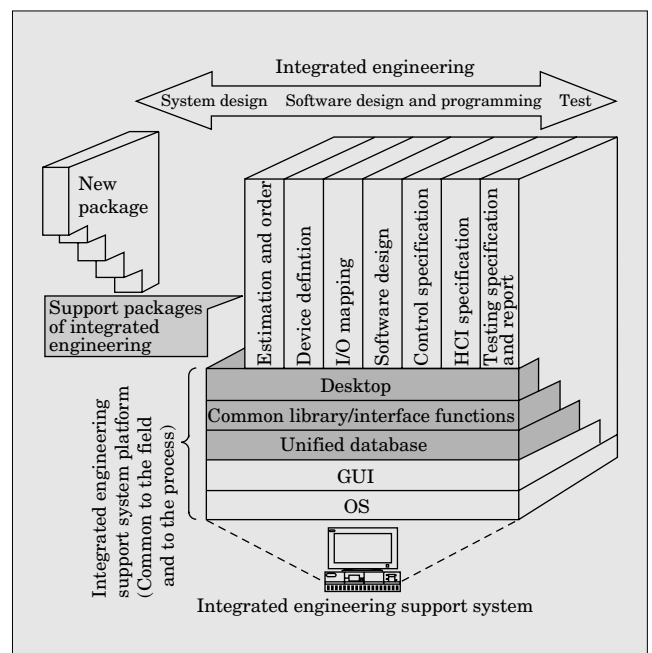 Integrated engineering
System design Software design and programming Test
New
package
Support packages
of integrated
engineering
Estimation and order
Device defintion
I/O mapping
Software design
Control specification
HCI specification
Testing specification
and report
Desktop
Common library/interface functions
Unified database
GUI
OS
Integrated engineering
support system platform
(Common to the field
and to the process)
Integrated engineering support system